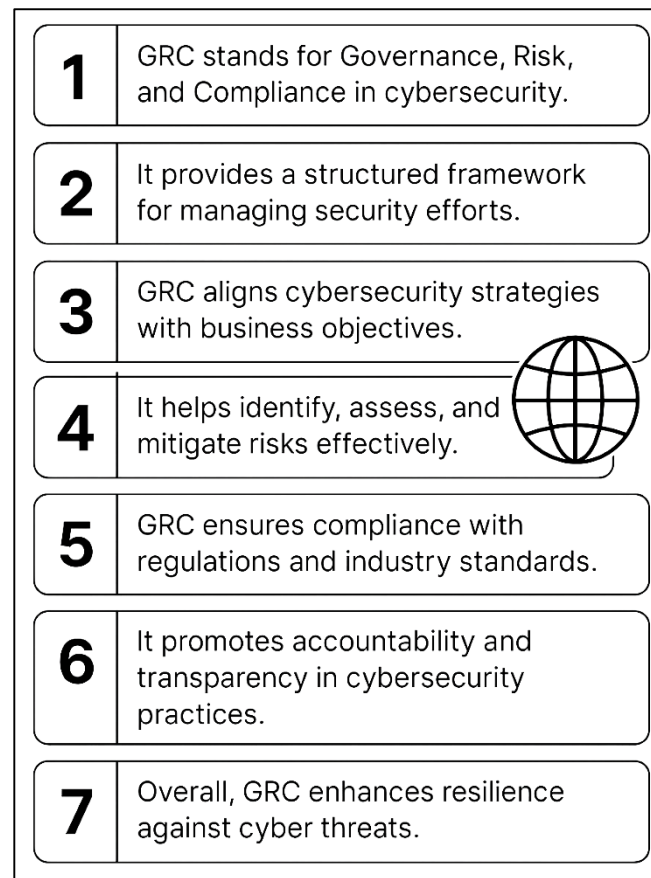 1
GRC stands for Governance, Risk,
and Compliance in cybersecurity.
2
It provides a structured framework
for managing security efforts.
3
GRC aligns cybersecurity strategies
with business objectives.
4
It helps identify, assess, and
mitigate risks effectively.
5
GRC ensures compliance with
regulations and industry standards.
6
It promotes accountability and
transparency in cybersecurity
practices.
7
Overall, GRC enhances resilience
against cyber threats.